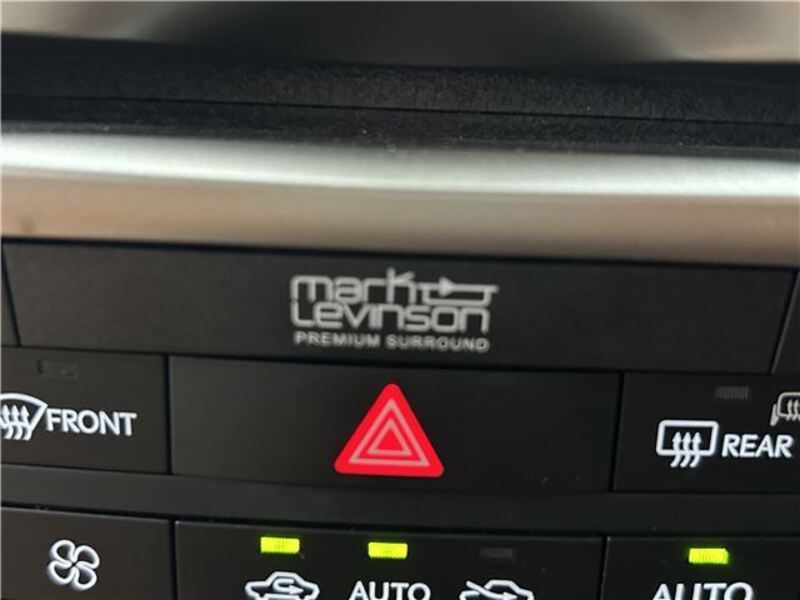 mark
Levinson
PREMIUM SURROUND
FRONT
REAR
AUTO
AUTO